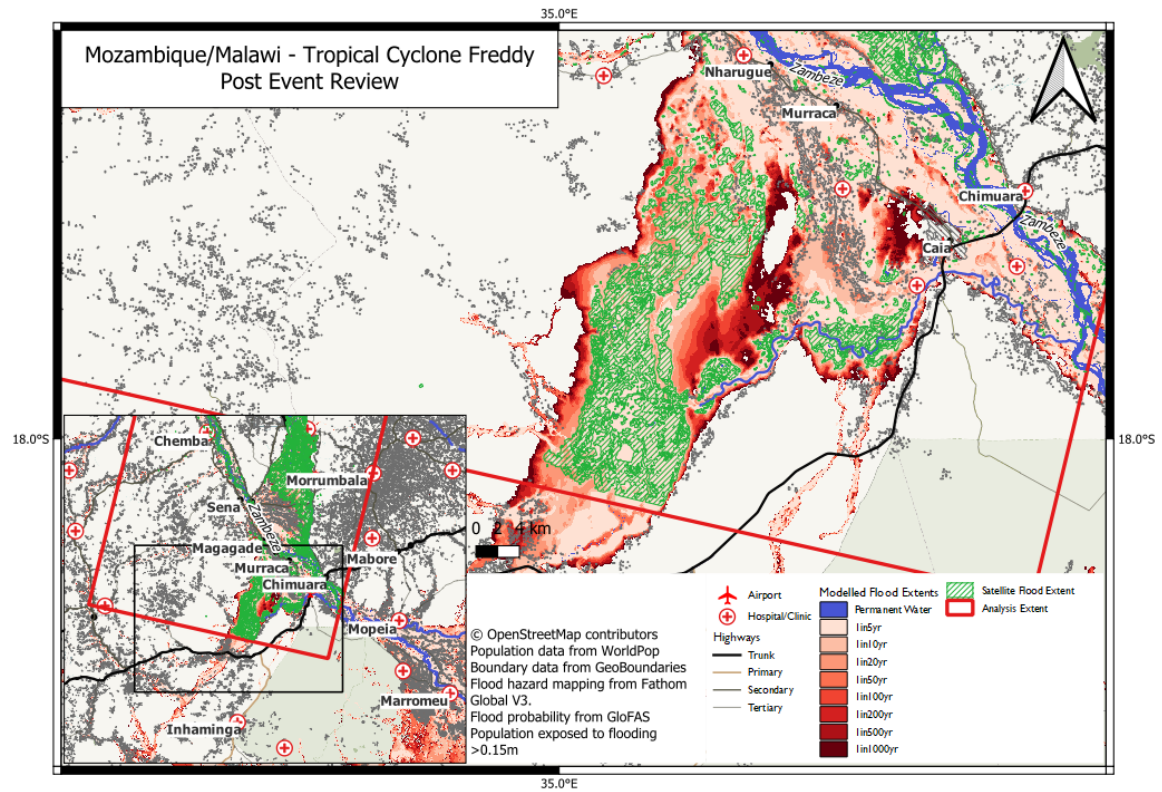 35.0°E
Mozambique/Malawi - Tropical Cyclone Freddy
Post Event Review
Nharugue
Zambeze
Murraca
Chimuara
Zambeze
Caia
18.0°S
18.0°S
Chemba
Morrumbala
Sena
Zambeze
Magagade
Murraca
Mabore
Chimuara
Mopeia
Marromeu
Inhaminga
0 2 4 km
© OpenStreetMap contributors
Population data from WorldPop
Boundary data from GeoBoundaries
Flood hazard mapping from Fathom
Global V3.
Flood probability from GloFAS
Population exposed to flooding
>0.15m
Airport
Hospital/Clinic
Highways
Trunk
Primary
Secondary
Tertiary
Modelled Flood Extents
Permanent Water
1in5yr
1in10yr
1in20yr
1in50yr
1in100yr
1in200yr
1in500yr
1in1000yr
Satellite Flood Extent
Analysis Extent
35.0°E